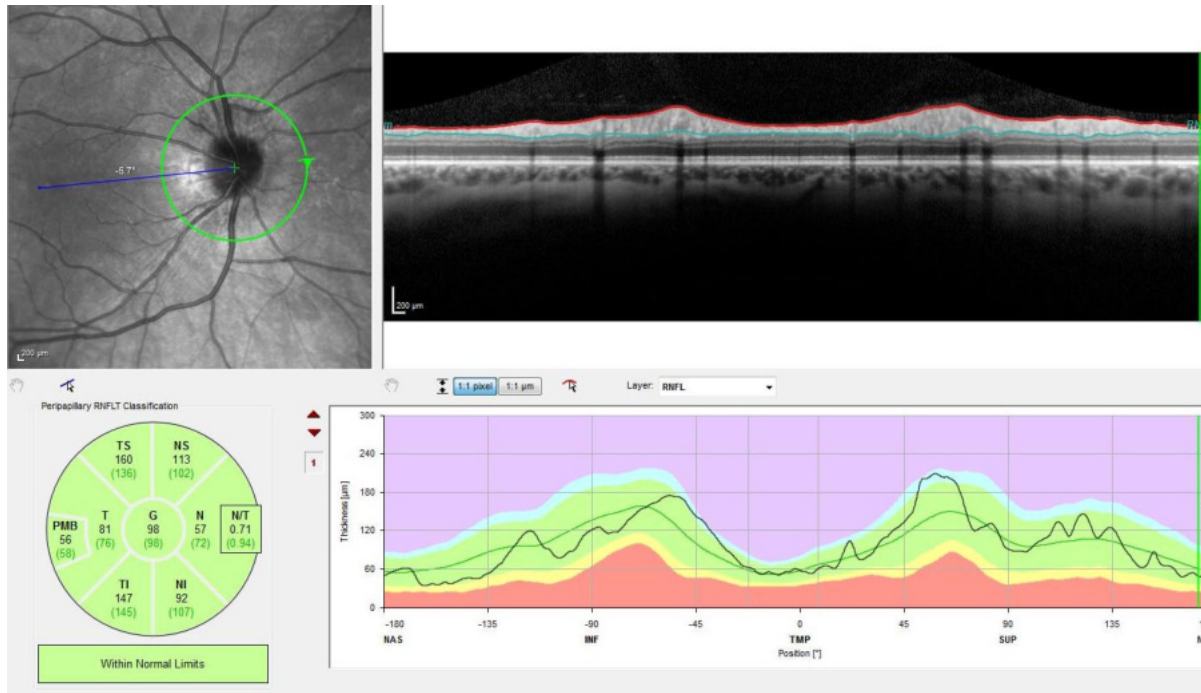 -5.7°
200 µm
200 µm
1:1 pixel 1:1 µm Layer: RNFL
Peripapillary RNFLT Classification
TS
160
(136)
NS
113
(102)
PMB
56
(58)
T
81
(76)
G
98
(98)
N
57
(72)
N/T
0.71
(0.94)
TI
147
(145)
NI
92
(107)
Within Normal Limits
1
Thickness [µm]
300
240
180
120
60
0
-180 -135 -90 -45 0 45 90 135
NAS INF TMP SUP
Position [°]